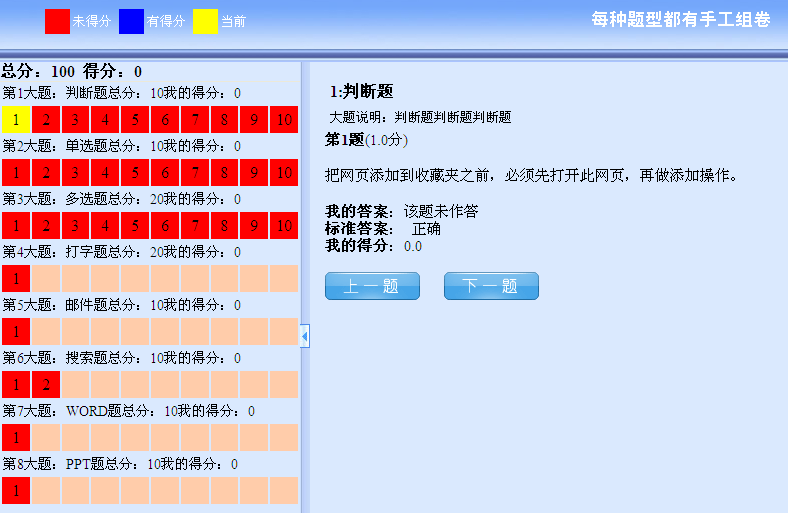 未得分 有得分 当前
每种题型都有手工组卷
总分：100 得分：0
第1大题：判断题总分：10我的得分：0
1 2 3 4 5 6 7 8 9 10
第2大题：单选题总分：10我的得分：0
1 2 3 4 5 6 7 8 9 10
第3大题：多选题总分：20我的得分：0
1 2 3 4 5 6 7 8 9 10
第4大题：打字题总分：20我的得分：0
1
第5大题：邮件题总分：10我的得分：0
1
第6大题：搜索题总分：10我的得分：0
1 2
第7大题：WORD题总分：10我的得分：0
1
第8大题：PPT题总分：10我的得分：0
1
1:判断题
大题说明：判断题判断题判断题
第1题(1.0分)
把网页添加到收藏夹之前，必须先打开此网页，再做添加操作。
我的答案：该题未作答
标准答案： 正确
我的得分：0.0
上一题 下一题